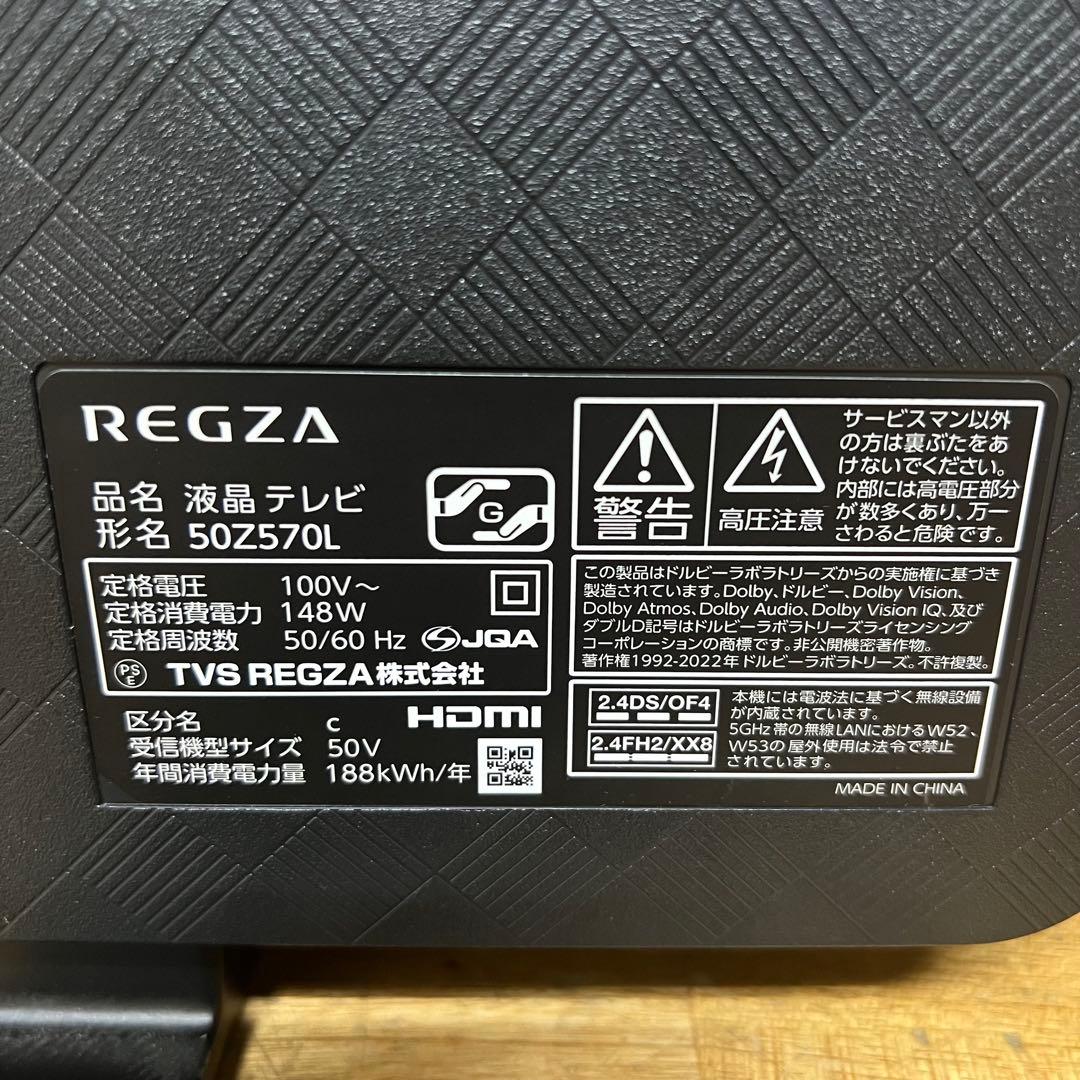 REGZA
品名 液晶テレビ
形名 50Z570L
G
定格電圧 100V～
定格消費電力 148W
定格周波数 50/60 Hz JQA
PSE TVS REGZA株式会社
区分名 c HDMI
受信機型サイズ 50V
年間消費電力量 188kWh/年
警告
高圧注意
サービスマン以外
の方は裏ぶたをあ
けないでください。
内部には高電圧部分
が数多くあり、万一
さわると危険です。
この製品はドルビーラボラトリーズからの実施権に基づき
製造されています。Dolby、ドルビー、Dolby Vision、
Dolby Atmos、Dolby Audio、Dolby Vision IQ、及び
ダブルD記号はドルビーラボラトリーズライセンシング
コーポレーションの商標です。非公開機密著作物。
著作権1992-2022年ドルビーラボラトリーズ。不許複製。
2.4DS/OF4
2.4FH2/XX8
本機には電波法に基づく無線設備
が内蔵されています。
5GHz帯の無線LANにおけるW52、
W53の屋外使用は法令で禁止
されています。
MADE IN CHINA